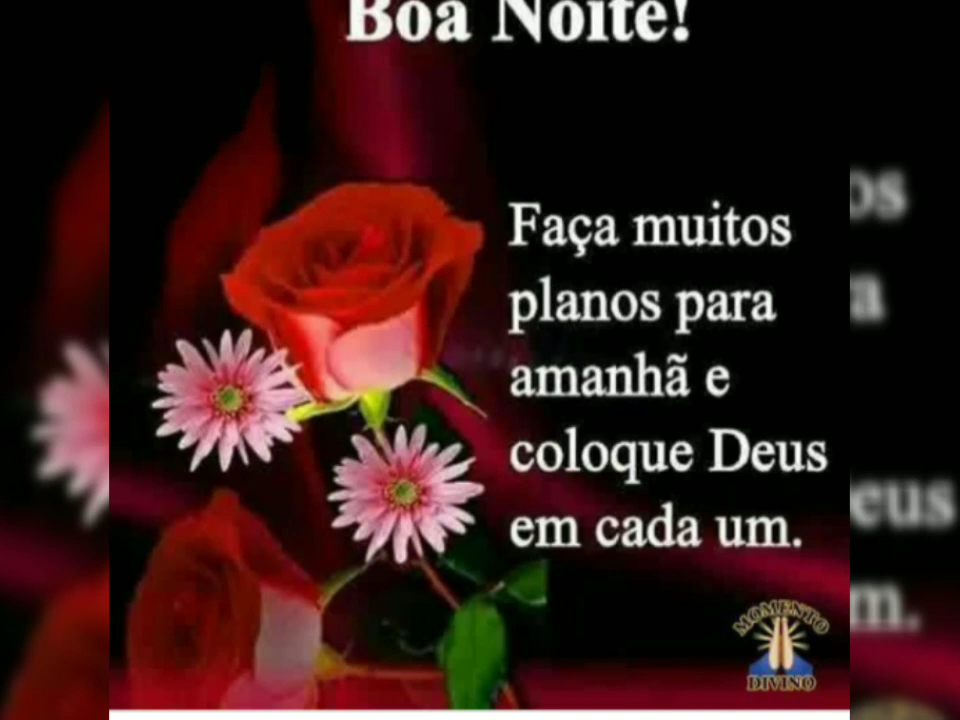 Boa Noite!
Faça muitos
planos para
amanhã e
coloque Deus
em cada um.
MOMENTO
DIVINO